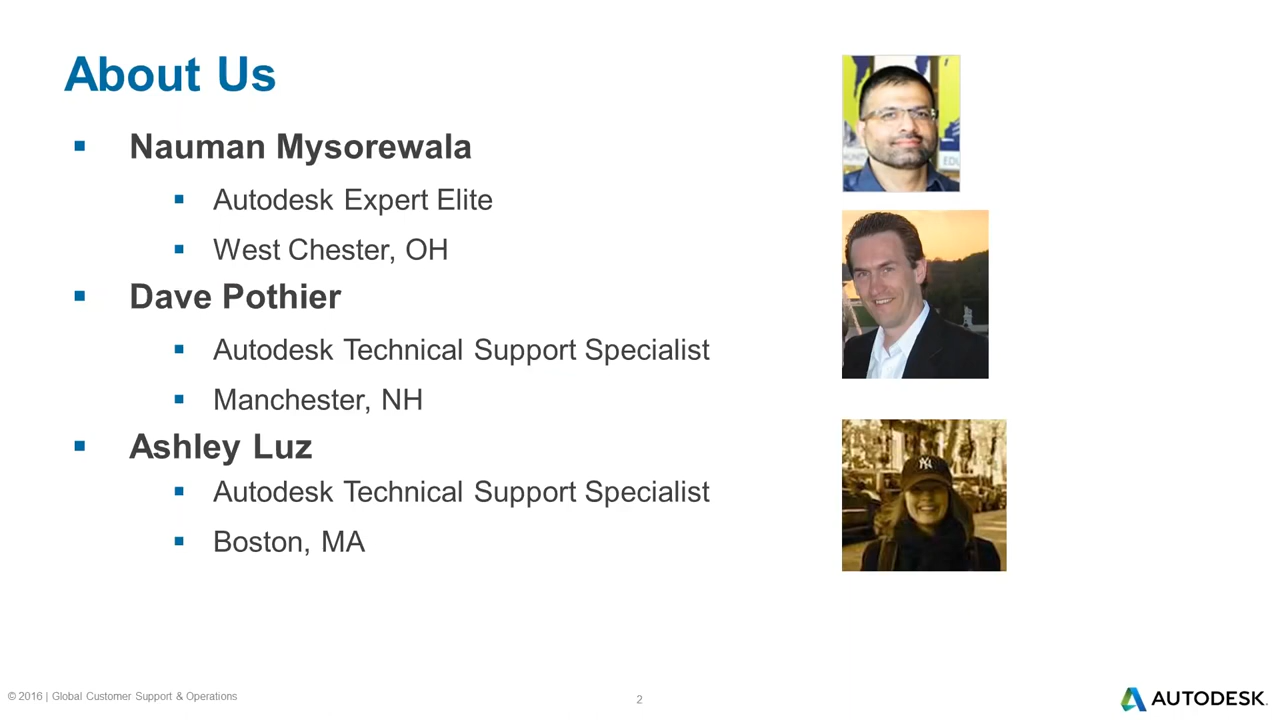 About Us
Nauman Mysorewala
Autodesk Expert Elite
West Chester, OH
Dave Pothier
Autodesk Technical Support Specialist
Manchester, NH
Ashley Luz
Autodesk Technical Support Specialist
Boston, MA
NY
© 2016 | Global Customer Support & Operations
2
AUTODESK.